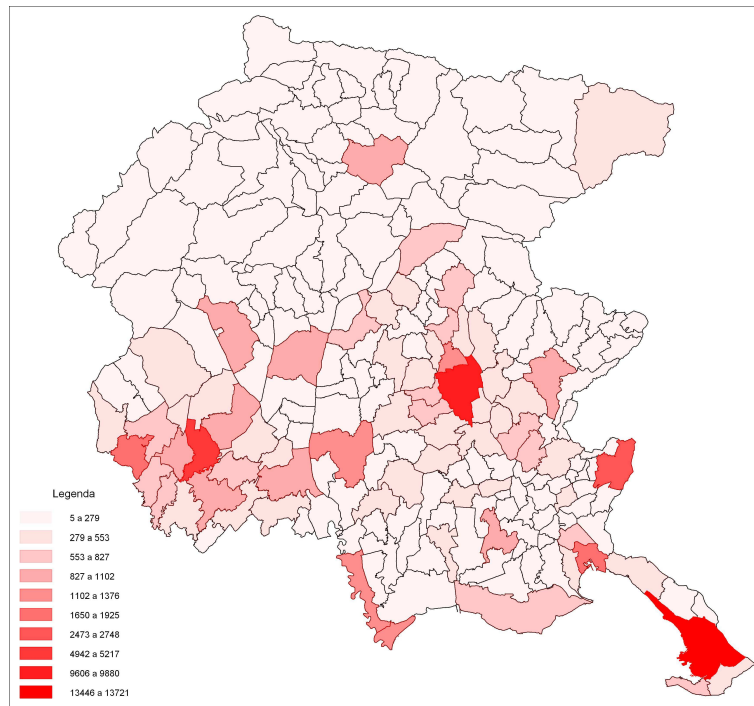 Legenda
5 a 279
279 a 553
553 a 827
827 a 1102
1102 a 1376
1650 a 1925
2473 a 2748
4942 a 5217
9606 a 9880
13446 a 13721